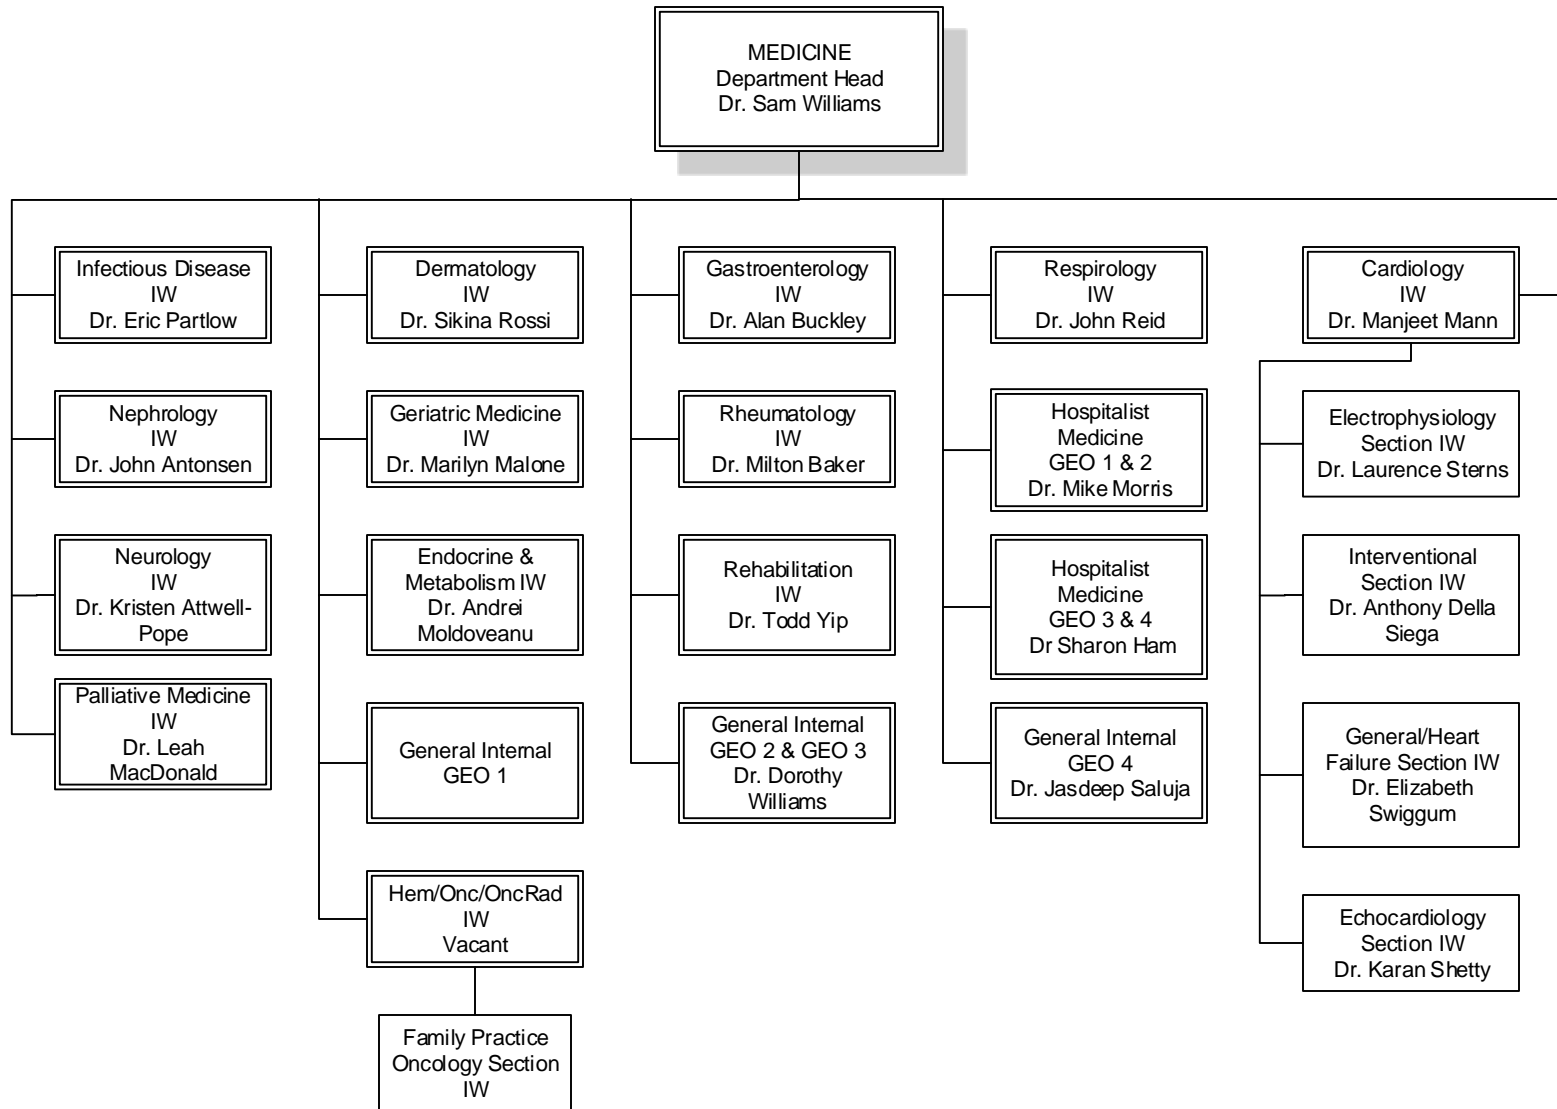 MEDICINE
Department Head
Dr. Sam Williams
Infectious Disease
IW
Dr. Eric Partlow
Nephrology
IW
Dr. John Antonsen
Neurology
IW
Dr. Kristen Attwell-
Pope
Palliative Medicine
IW
Dr. Leah
MacDonald
Dermatology
IW
Dr. Sikina Rossi
Geriatric Medicine
IW
Dr. Marilyn Malone
Endocrine &
Metabolism IW
Dr. Andrei
Moldoveanu
General Internal
GEO 1
Hem/Onc/OncRad
IW
Vacant
Family Practice
Oncology Section
IW
Gastroenterology
IW
Dr. Alan Buckley
Rheumatology
IW
Dr. Milton Baker
Rehabilitation
IW
Dr. Todd Yip
General Internal
GEO 2 & GEO 3
Dr. Dorothy
Williams
Respirology
IW
Dr. John Reid
Hospitalist
Medicine
GEO 1 & 2
Dr. Mike Morris
Hospitalist
Medicine
GEO 3 & 4
Dr Sharon Ham
General Internal
GEO 4
Dr. Jasdeep Saluja
Cardiology
IW
Dr. Manjeet Mann
Electrophysiology
Section IW
Dr. Laurence Sterns
Interventional
Section IW
Dr. Anthony Della
Siega
General/Heart
Failure Section IW
Dr. Elizabeth
Swiggum
Echocardiology
Section IW
Dr. Karan Shetty